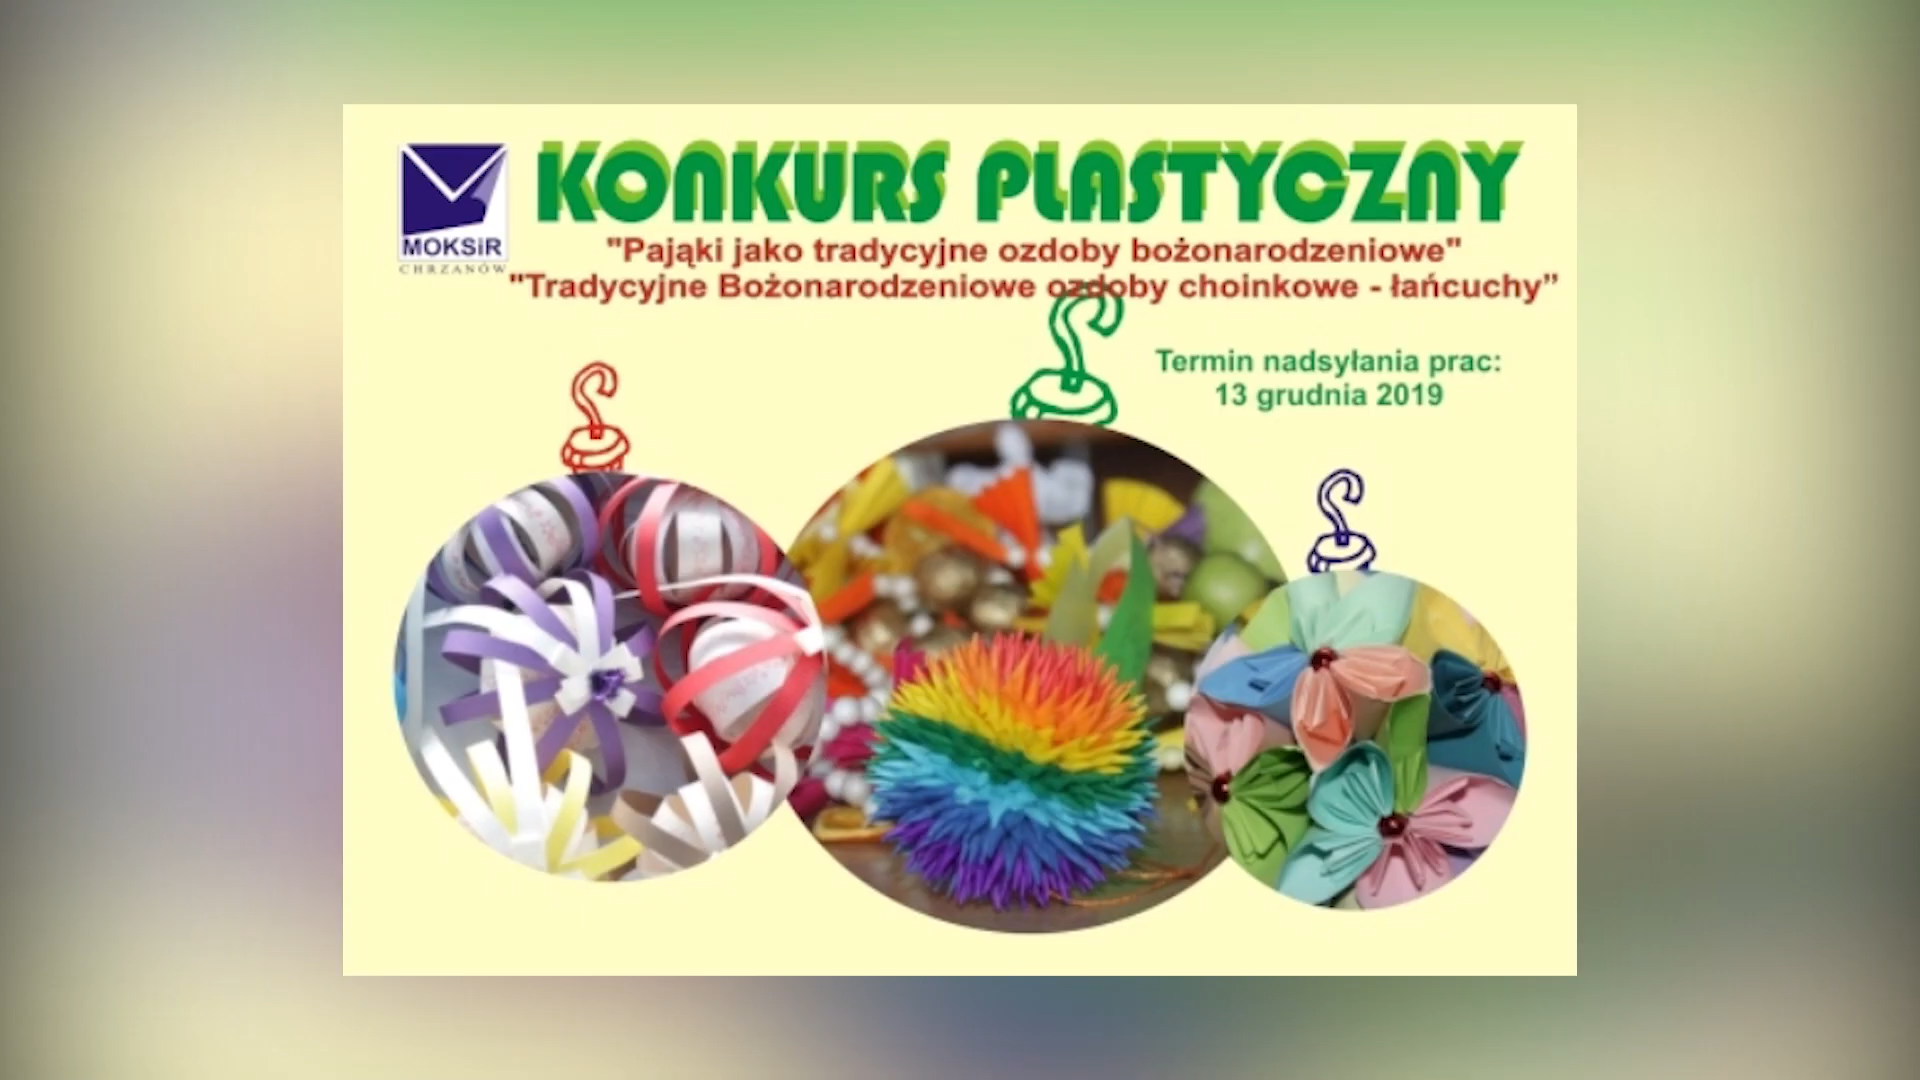 KONKURS PLASTYCZNY
MOKSiR
CHRZANÓW
"Pająki jako tradycyjne ozdoby bożonarodzeniowe"
"Tradycyjne Bożonarodzeniowe ozdoby choinkowe - łańcuchy”
Termin nadsyłania prac:
13 grudnia 2019